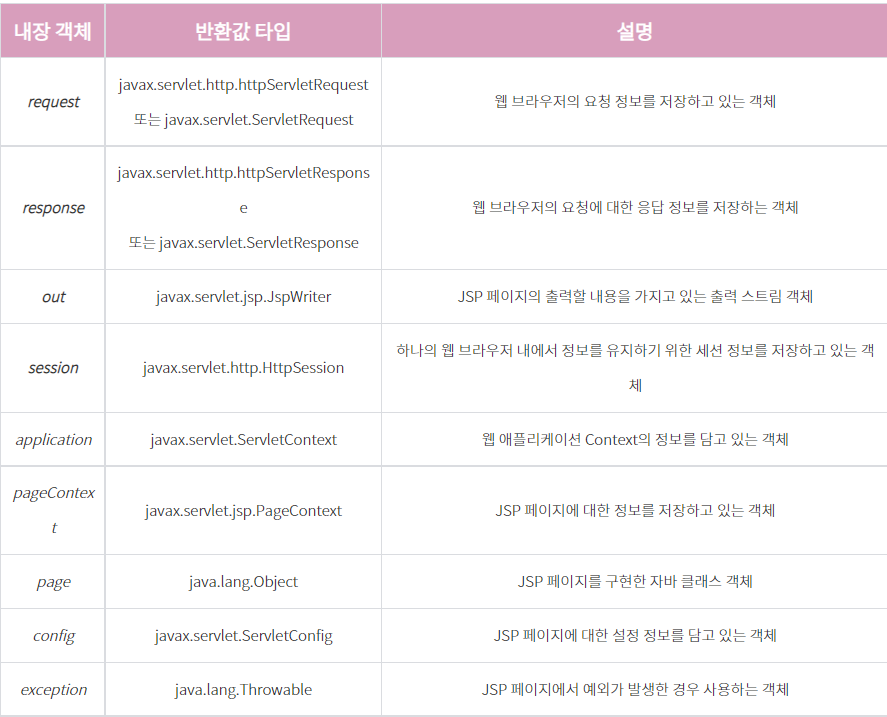 내장 객체 반환값 타입 설명
request
javax.servlet.http.httpServletRequest
또는 javax.servlet.ServletRequest
웹 브라우저의 요청 정보를 저장하고 있는 객체
response
javax.servlet.http.httpServletRespons
e
또는 javax.servlet.ServletResponse
웹 브라우저의 요청에 대한 응답 정보를 저장하는 객체
out
javax.servlet.jsp.JspWriter
JSP 페이지의 출력할 내용을 가지고 있는 출력 스트림 객체
session
javax.servlet.http.HttpSession
하나의 웹 브라우저 내에서 정보를 유지하기 위한 세션 정보를 저장하고 있는 객
체
application
javax.servlet.ServletContext
웹 애플리케이션 Context의 정보를 담고 있는 객체
pageContex
t
javax.servlet.jsp.PageContext
JSP 페이지에 대한 정보를 저장하고 있는 객체
page
java.lang.Object
JSP 페이지를 구현한 자바 클래스 객체
config
javax.servlet.ServletConfig
JSP 페이지에 대한 설정 정보를 담고 있는 객체
exception
java.lang.Throwable
JSP 페이지에서 예외가 발생한 경우 사용하는 객체